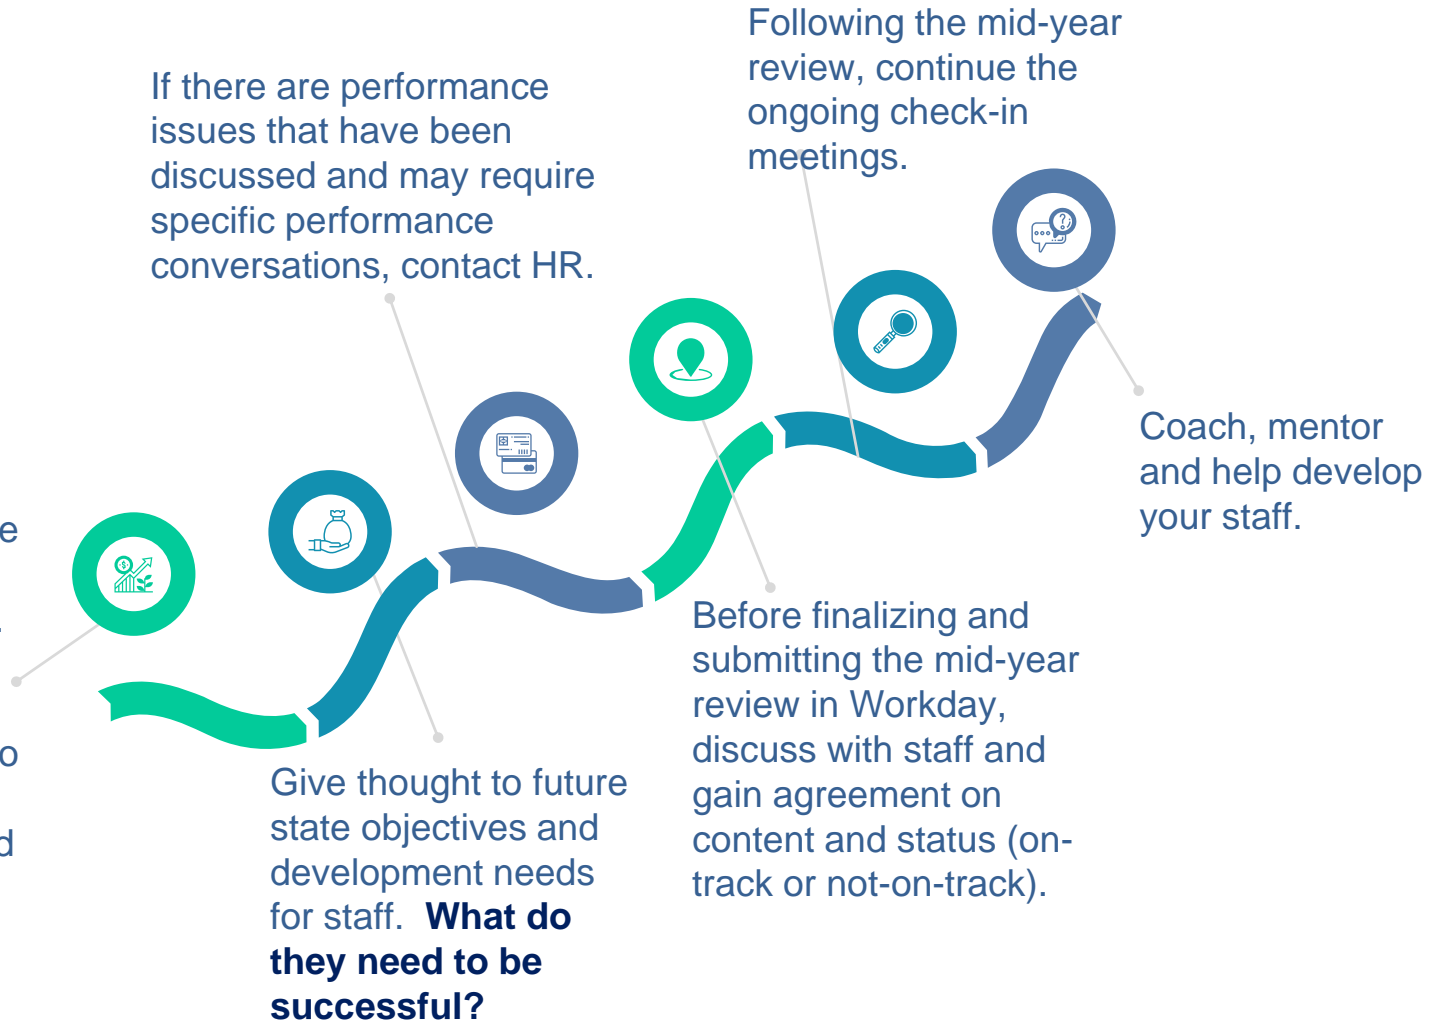 If there are performance
issues that have been
discussed and may require
specific performance
conversations, contact HR.
Following the mid-year
review, continue the
ongoing check-in
meetings.
Coach, mentor
and help develop
your staff.
Before finalizing and
submitting the mid-year
review in Workday,
discuss with staff and
gain agreement on
content and status (on-
track or not-on-track).
Give thought to future
state objectives and
development needs
for staff.  What do
they need to be
successful?